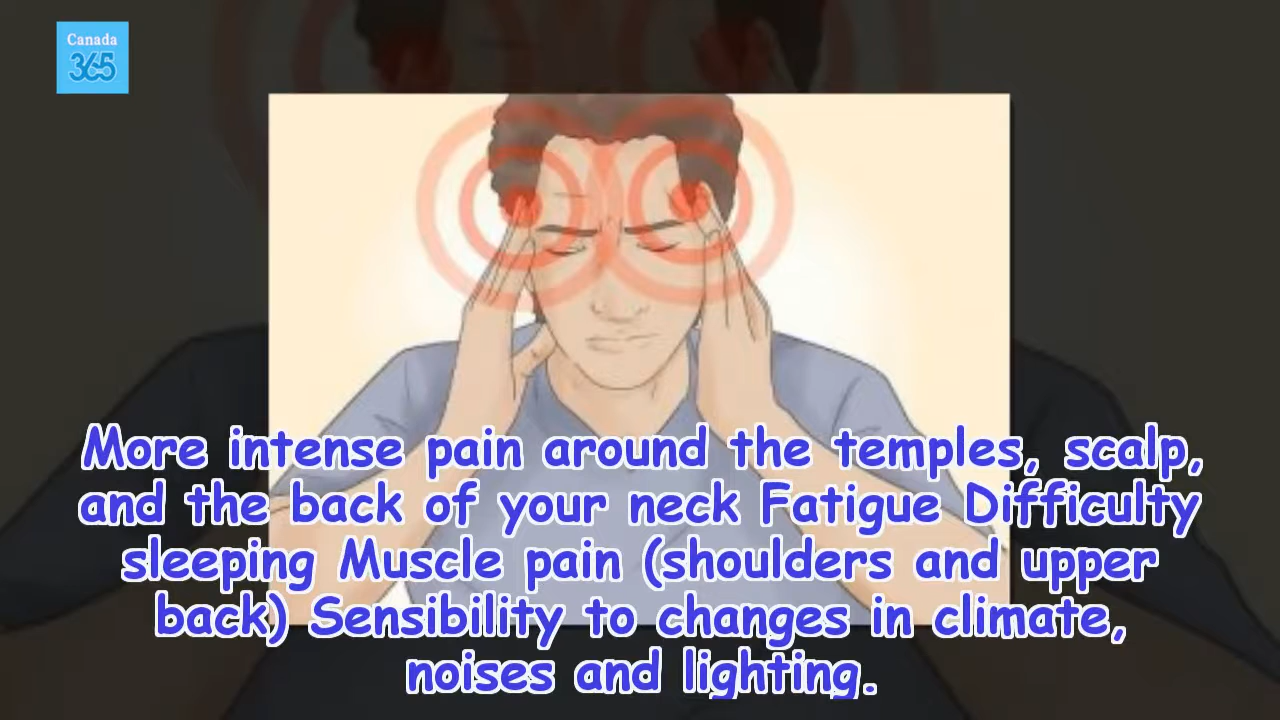 Canada
365
More intense pain around the temples, scalp,
and the back of your neck Fatigue Difficulty
sleeping Muscle pain (shoulders and upper
back) Sensibility to changes in climate,
noises and lighting.